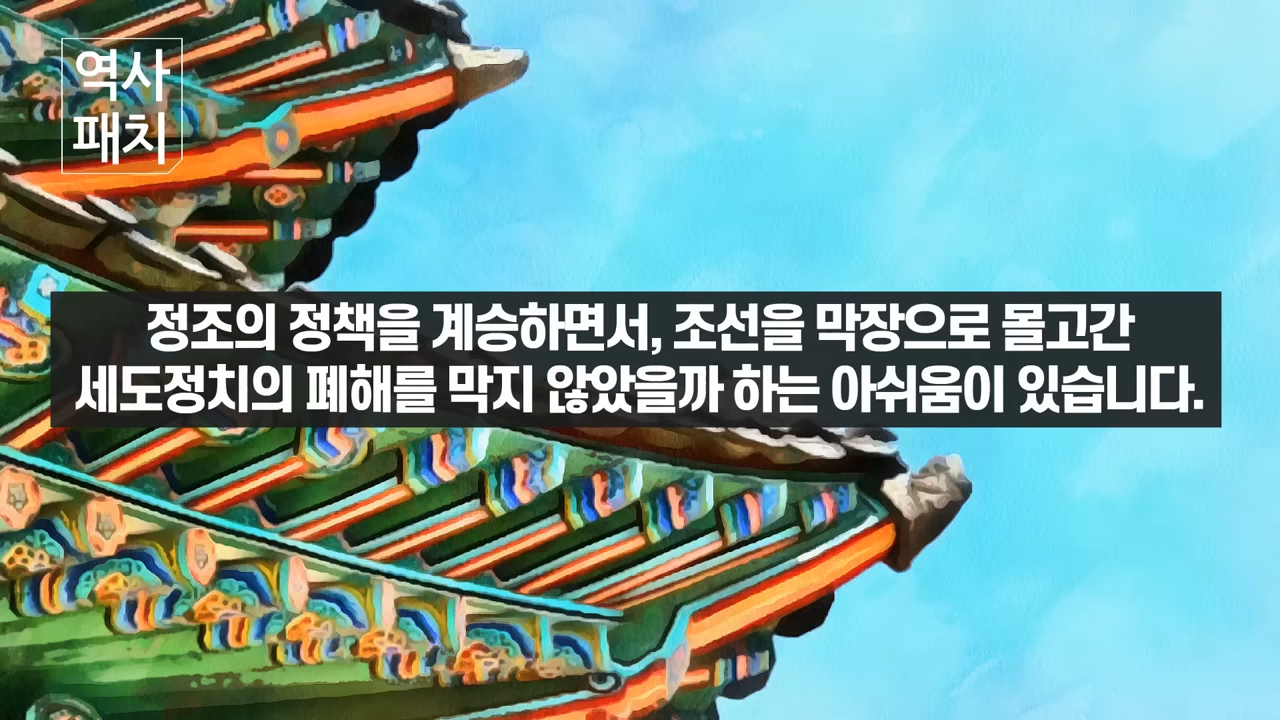 역사
패치
정조의 정책을 계승하면서, 조선을 막장으로 몰고간
세도정치의 폐해를 막지 않았을까 하는 아쉬움이 있습니다.